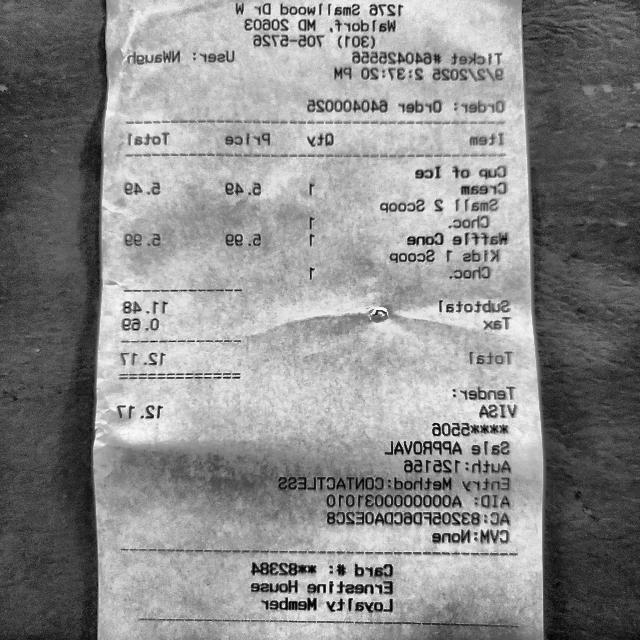 1276 Smallwood Dr W
Waldorf, MD 20603
(301) 705-5726
Ticket #640425556 User: NWaugh
9/2/2025 2:37:20 PM
Order: Order 640400025
Item Qty Price Total
Cup of Ice
Cream 1 5.49 5.49
Small 2 Scoop
1
Choc.
Waffle Cone 1 5.99 5.99
Kids 1 Scoop
Choc. 1
Subtotal 11.48
Tax 0.69
Total 12.17
Tender:
VISA 12.17
****5506
Sale APPROVAL
Auth:125156
Entry Method:CONTACTLESS
AID: A0000000031010
AC:83205FD6CDA0E2C8
CVM:None
Card #: **82384
Ernestine House
Loyalty Member